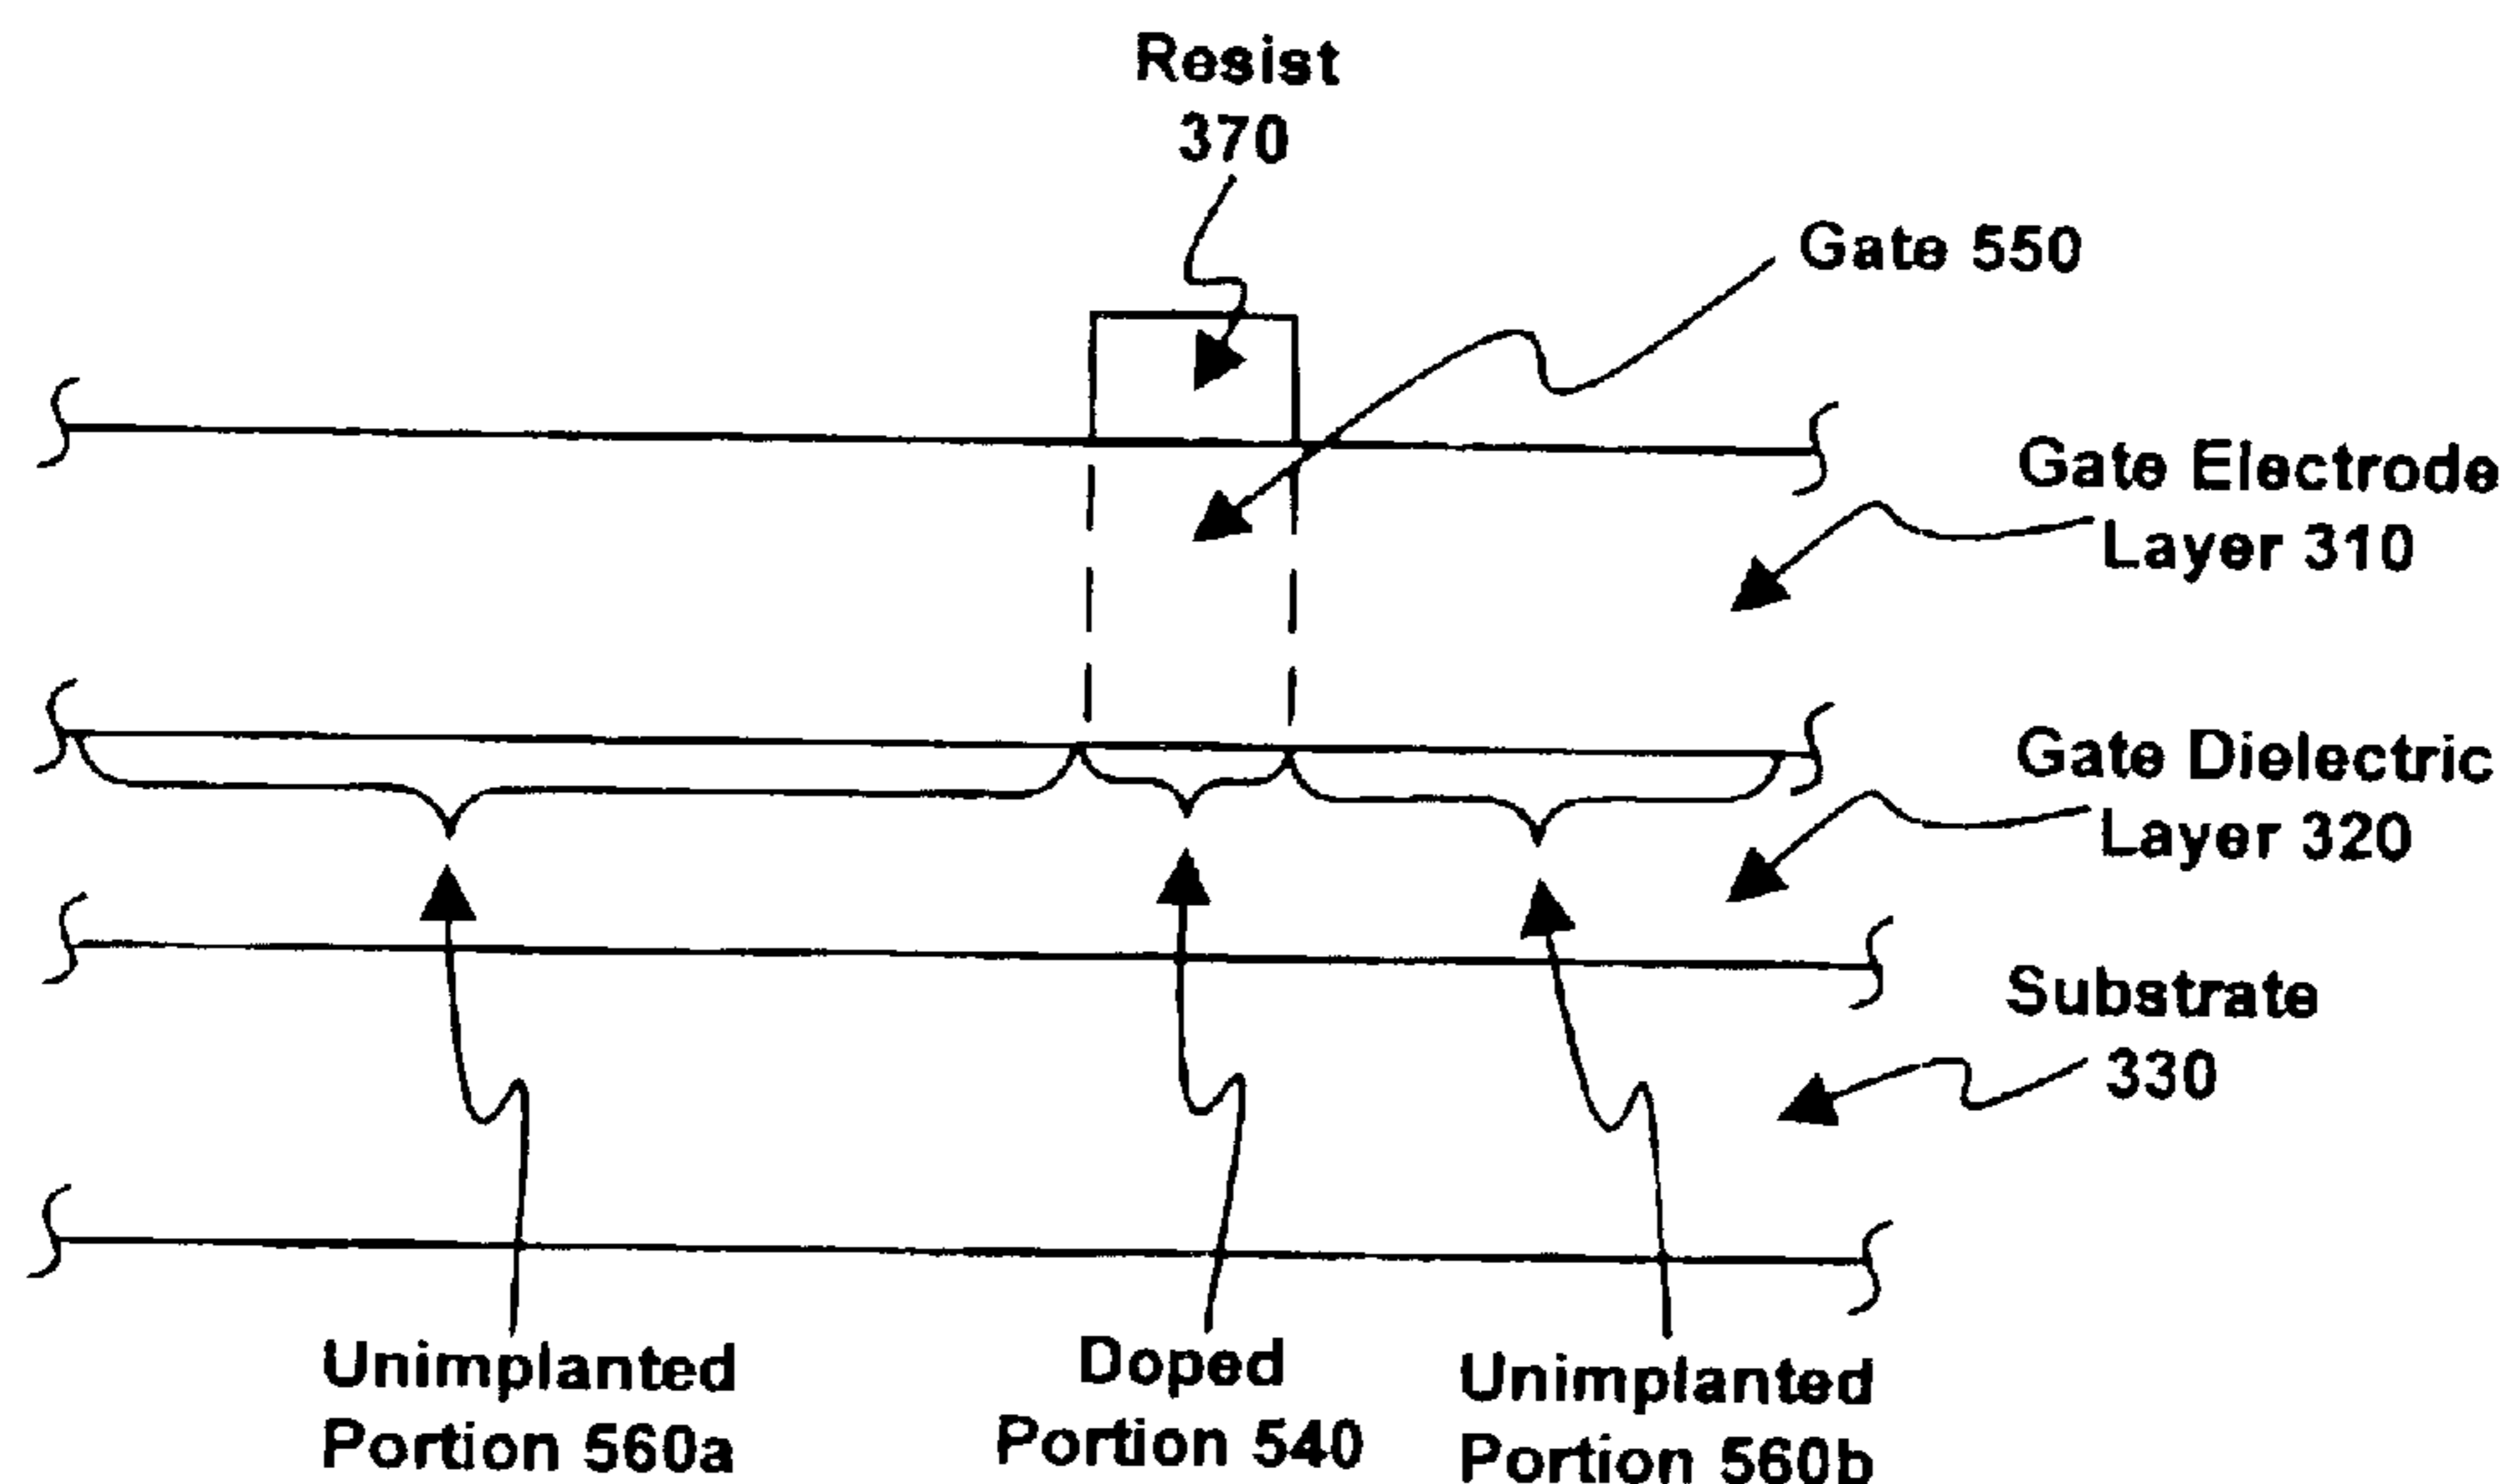 Resist
370
Gate 550
Gate Electrode
Layer 310
Gate Dielectric
Layer 320
Substrate
330
Unimplanted
Portion 560a
Doped
Portion 540
Unimplanted
Portion 560b